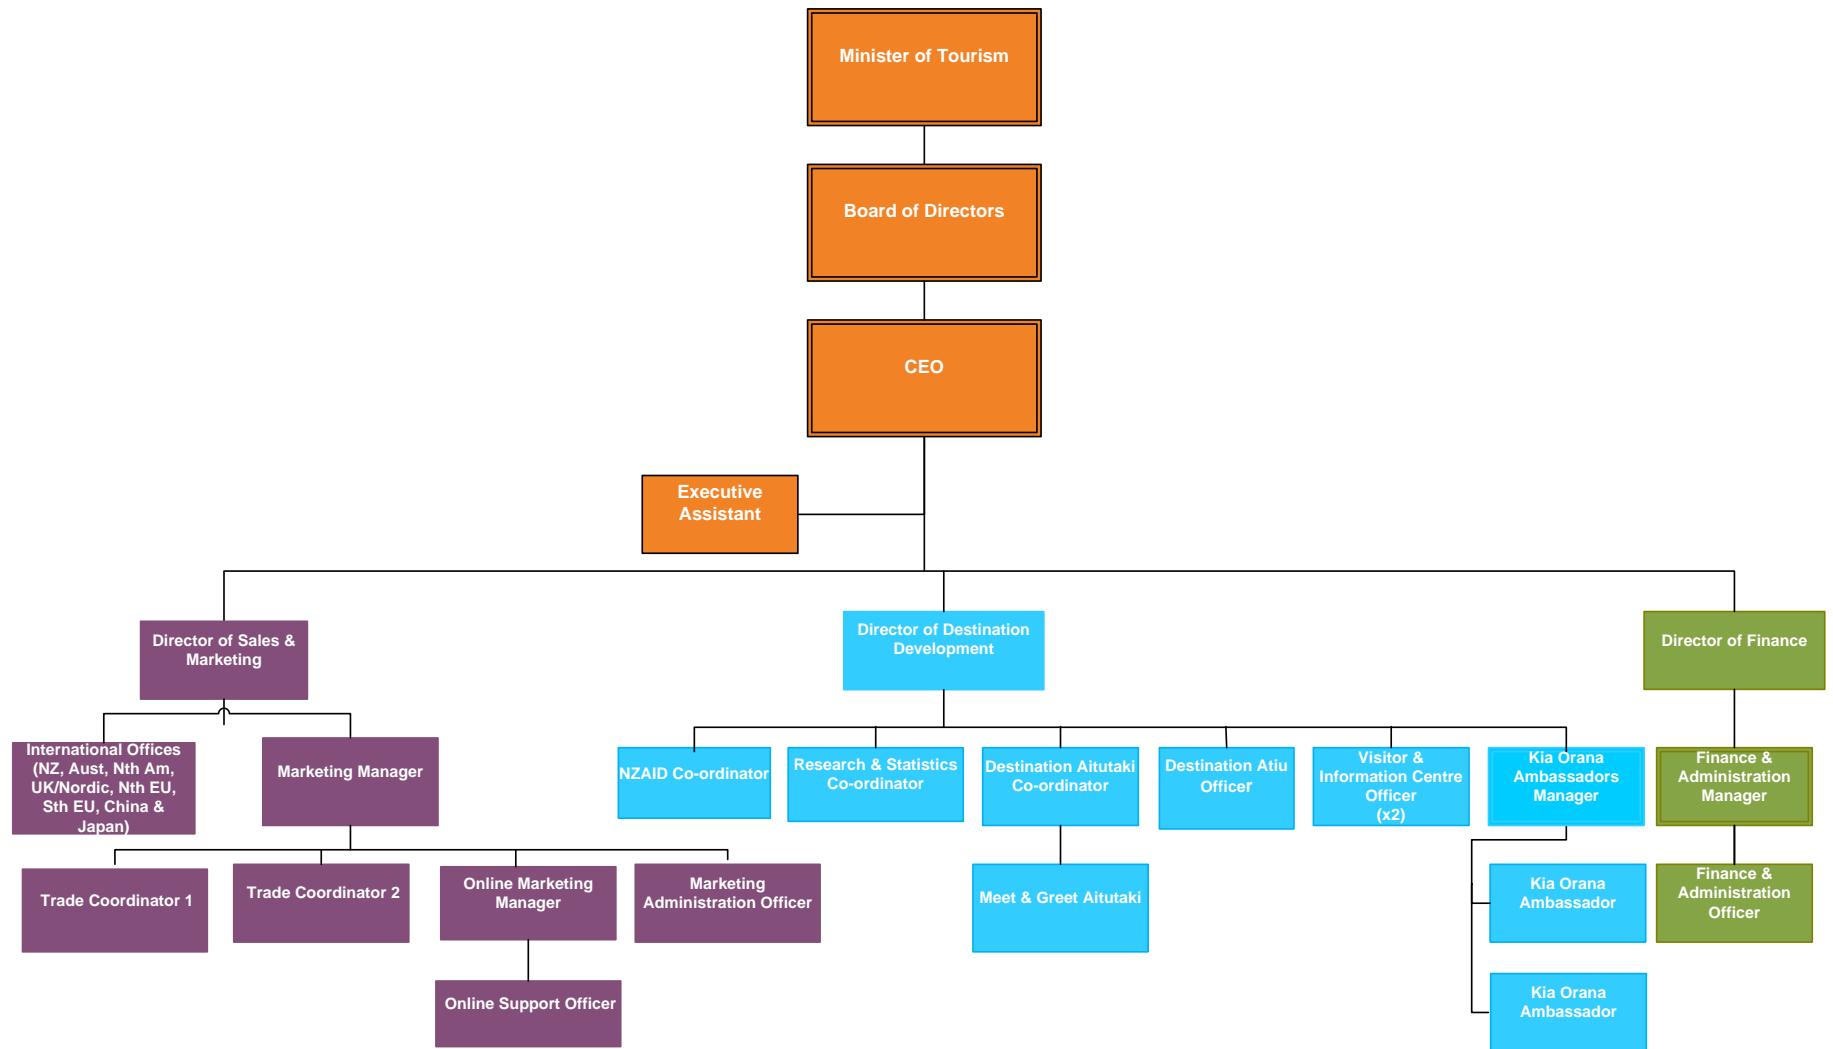 Minister of Tourism
Board of Directors
CEO
Executive
Assistant
Director of Sales &
Marketing
Director of Destination
Development
Director of Finance
International Offices
(NZ, Aust, Nth Am,
UK/Nordic, Nth EU,
Sth EU, China &
Japan)
Marketing Manager
NZAID Co-ordinator
Research & Statistics
Co-ordinator
Destination Aitutaki
Co-ordinator
Destination Atiu
Officer
Visitor &
Information Centre
Officer
(x2)
Kia Orana
Ambassadors
Manager
Finance &
Administration
Manager
Trade Coordinator 1
Trade Coordinator 2
Online Marketing
Manager
Marketing
Administration Officer
Meet & Greet Aitutaki
Kia Orana
Ambassador
Finance &
Administration
Officer
Online Support Officer
Kia Orana
Ambassador